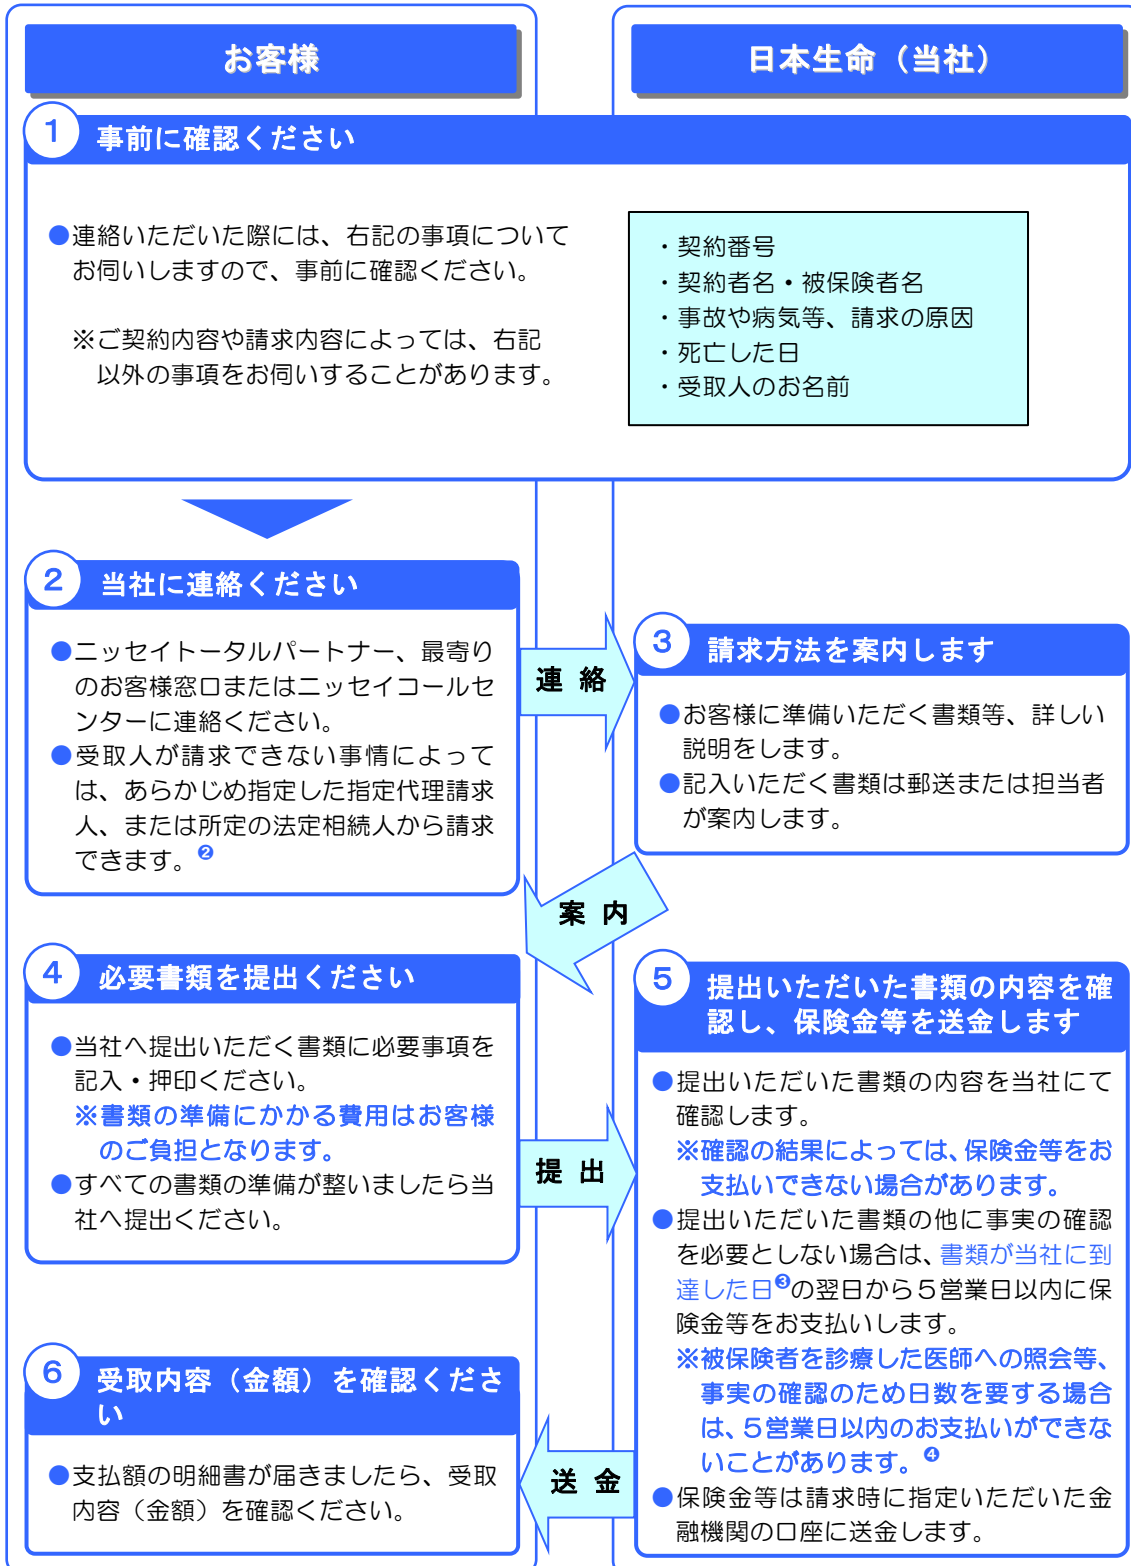 お客様
日本生命（当社）
1 事前に確認ください
●連絡いただいた際には、右記の事項について
お伺いしますので、事前に確認ください。
※ご契約内容や請求内容によっては、右記
以外の事項をお伺いすることがあります。
・契約番号
・契約者名・被保険者名
・事故や病気等、請求の原因
・死亡した日
・受取人のお名前
2 当社に連絡ください
●ニッセイトータルパートナー、最寄り
のお客様窓口またはニッセイコールセ
ンターに連絡ください。
●受取人が請求できない事情によって
は、あらかじめ指定した指定代理請求
人、または所定の法定相続人から請求
できます。❷
連 絡
3 請求方法を案内します
●お客様に準備いただく書類等、詳しい
説明をします。
●記入いただく書類は郵送または担当者
が案内します。
案 内
4 必要書類を提出ください
●当社へ提出いただく書類に必要事項を
記入・押印ください。
※書類の準備にかかる費用はお客様
のご負担となります。
●すべての書類の準備が整いましたら当
社へ提出ください。
提 出
5 提出いただいた書類の内容を確
認し、保険金等を送金します
●提出いただいた書類の内容を当社にて
確認します。
※確認の結果によっては、保険金等をお
支払いできない場合があります。
●提出いただいた書類の他に事実の確認
を必要としない場合は、書類が当社に到
達した日❸の翌日から５営業日以内に保
険金等をお支払いします。
※被保険者を診療した医師への照会等、
事実の確認のため日数を要する場合
は、５営業日以内のお支払いができな
いことがあります。❹
●保険金等は請求時に指定いただいた金
融機関の口座に送金します。
送 金
6 受取内容（金額）を確認くださ
い
●支払額の明細書が届きましたら、受取
内容（金額）を確認ください。